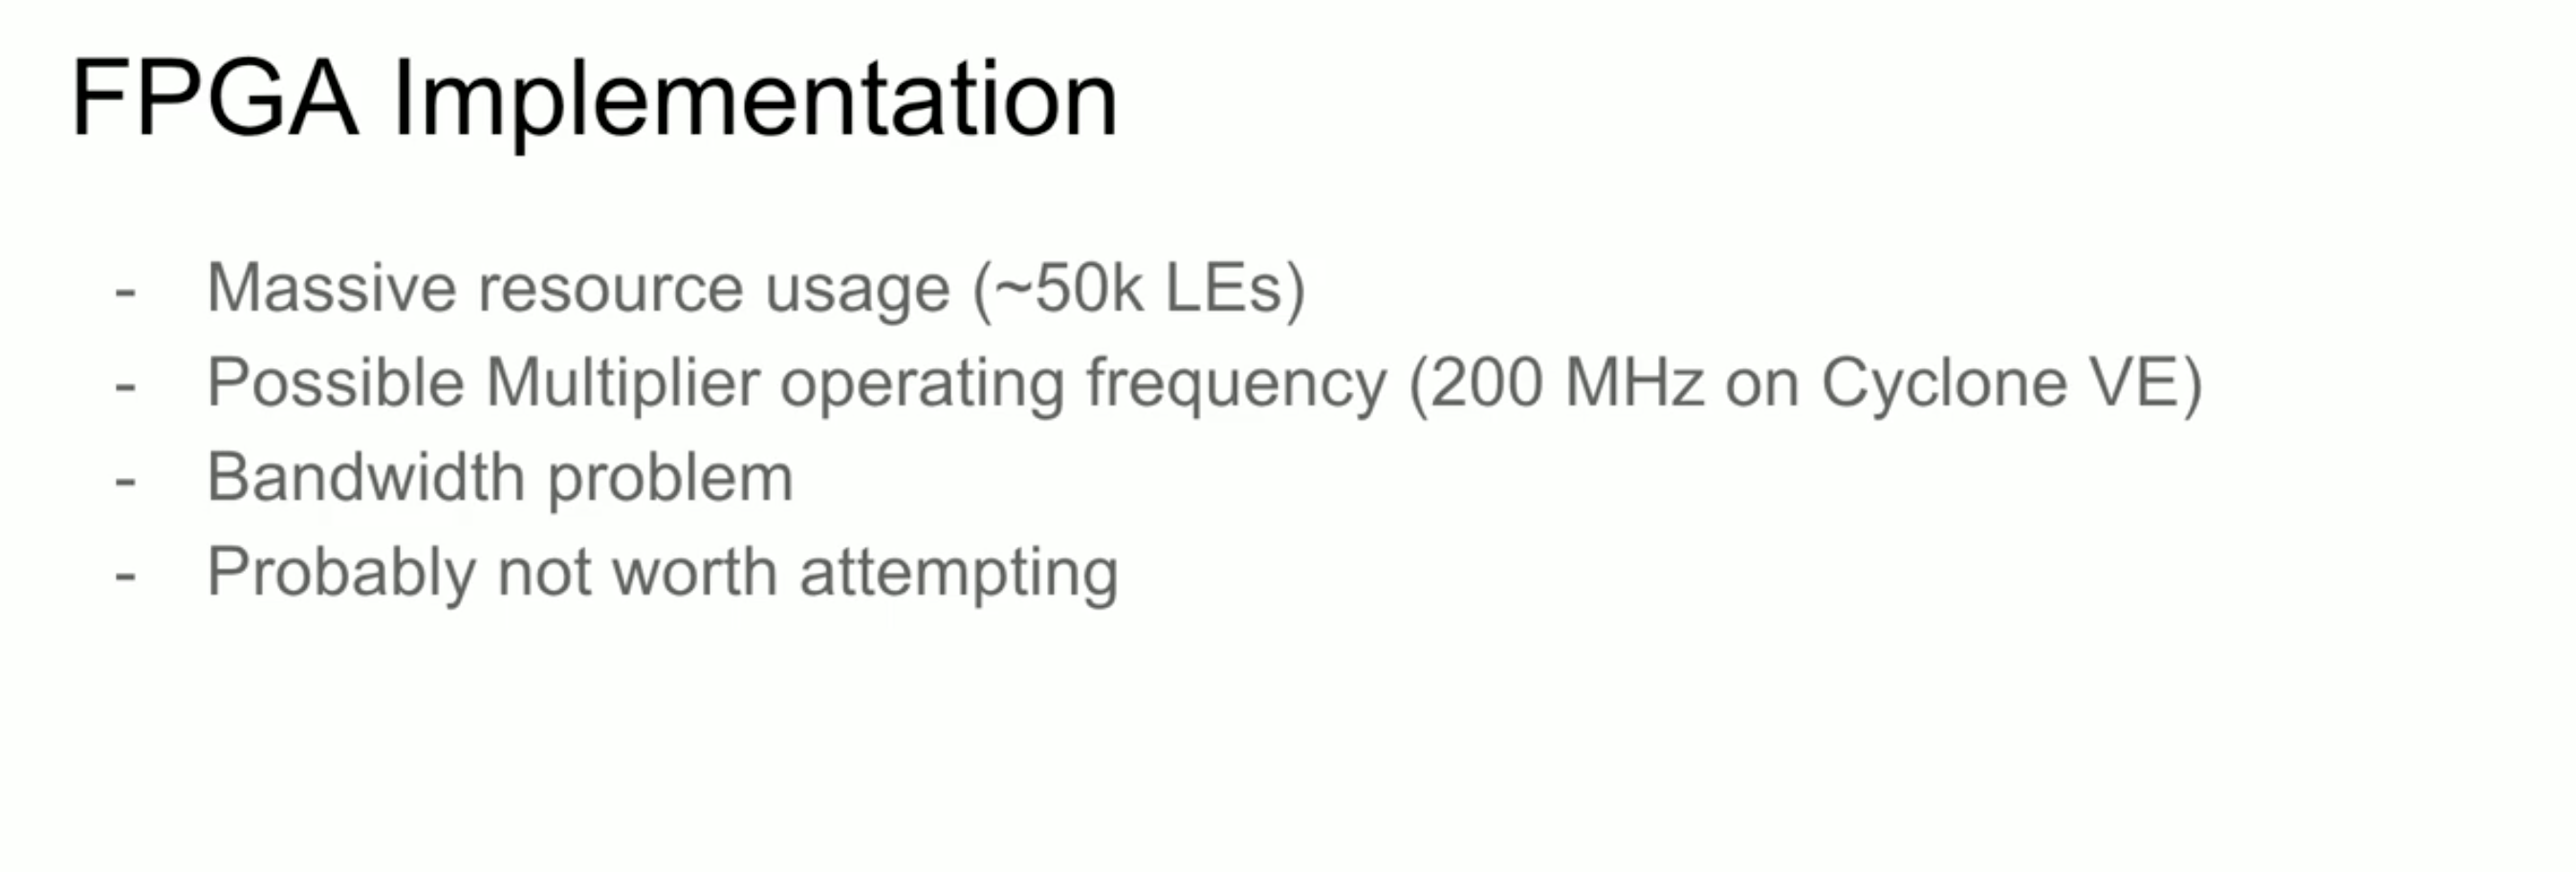 FPGA Implementation
- Massive resource usage (~50k LEs)
- Possible Multiplier operating frequency (200 MHz on Cyclone VE)
- Bandwidth problem
- Probably not worth attempting